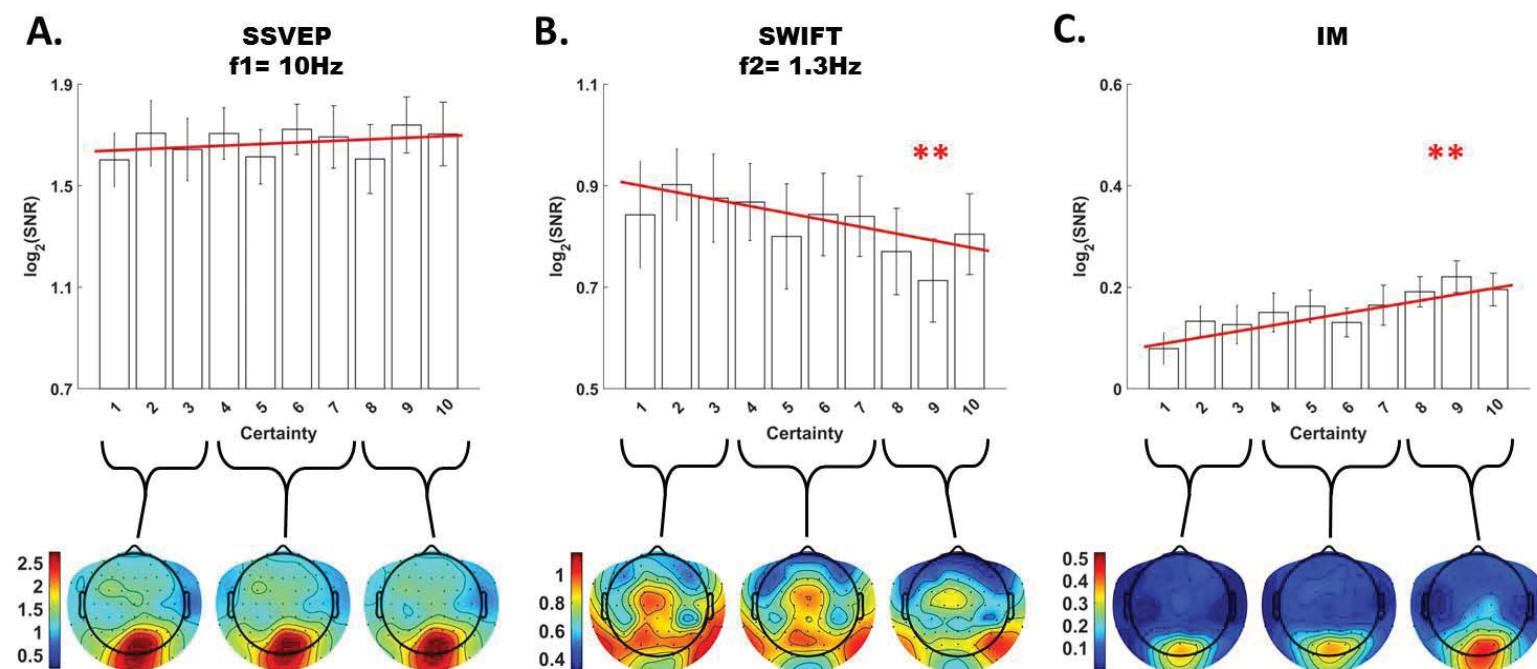 A.
SSVEP
f1= 10Hz
1.9
1.5
1.1
0.7
log2(SNR)
1 2 3 4 5 6 7 8 9 10
Certainty
2.5
2
1.5
1
0.5
B.
SWIFT
f2= 1.3Hz
1.1
0.9
0.7
0.5
log2(SNR)
**
1 2 3 4 5 6 7 8 9 10
Certainty
1
0.8
0.6
0.4
C.
IM
0.6
0.4
0.2
0
log2(SNR)
**
1 2 3 4 5 6 7 8 9 10
Certainty
0.5
0.4
0.3
0.2
0.1